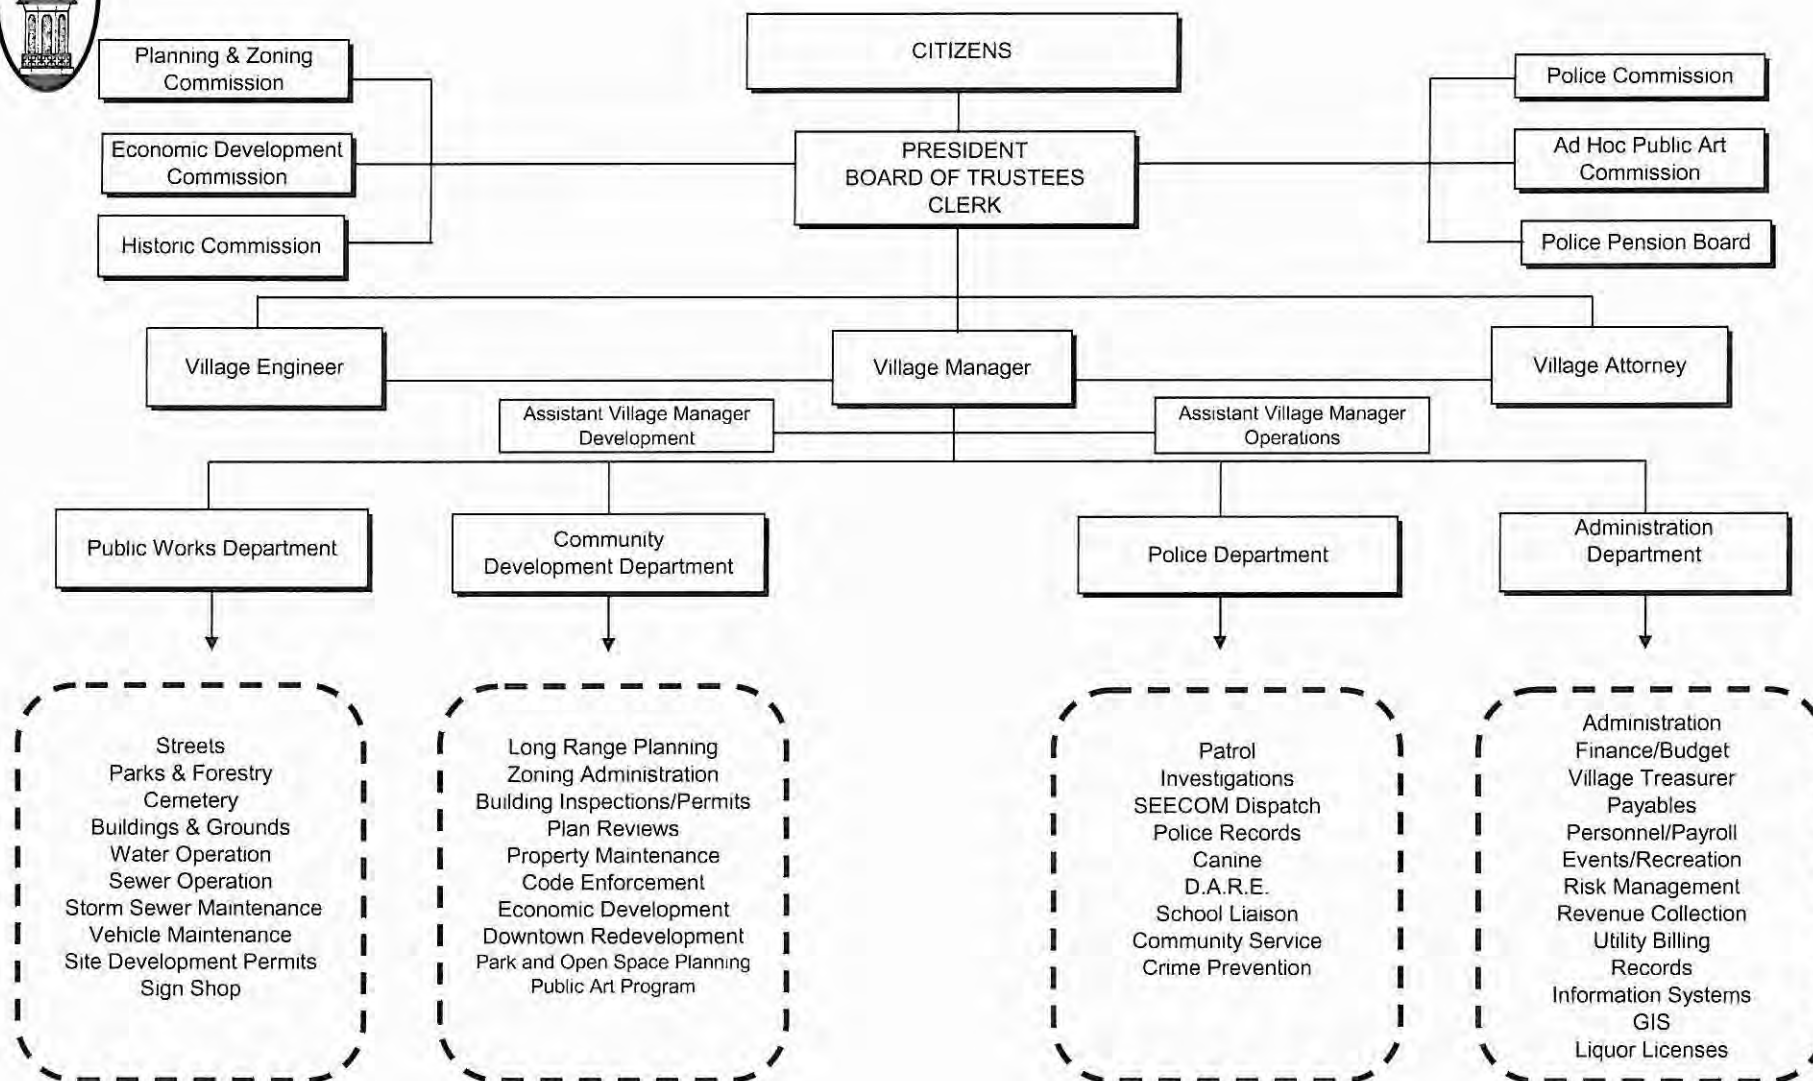 CITIZENS
Planning & Zoning
Commission
Police Commission
Economic Development
Commission
PRESIDENT
BOARD OF TRUSTEES
CLERK
Ad Hoc Public Art
Commission
Historic Commission
Police Pension Board
Village Engineer
Village Manager
Village Attorney
Assistant Village Manager
Development
Assistant Village Manager
Operations
Public Works Department
Community
Development Department
Police Department
Administration
Department
Streets
Parks & Forestry
Cemetery
Buildings & Grounds
Water Operation
Sewer Operation
Storm Sewer Maintenance
Vehicle Maintenance
Site Development Permits
Sign Shop
Long Range Planning
Zoning Administration
Building Inspections/Permits
Plan Reviews
Property Maintenance
Code Enforcement
Economic Development
Downtown Redevelopment
Park and Open Space Planning
Public Art Program
Patrol
Investigations
SEECOM Dispatch
Police Records
Canine
D.A.R.E.
School Liaison
Community Service
Crime Prevention
Administration
Finance/Budget
Village Treasurer
Payables
Personnel/Payroll
Events/Recreation
Risk Management
Revenue Collection
Utility Billing
Records
Information Systems
GIS
Liquor Licenses